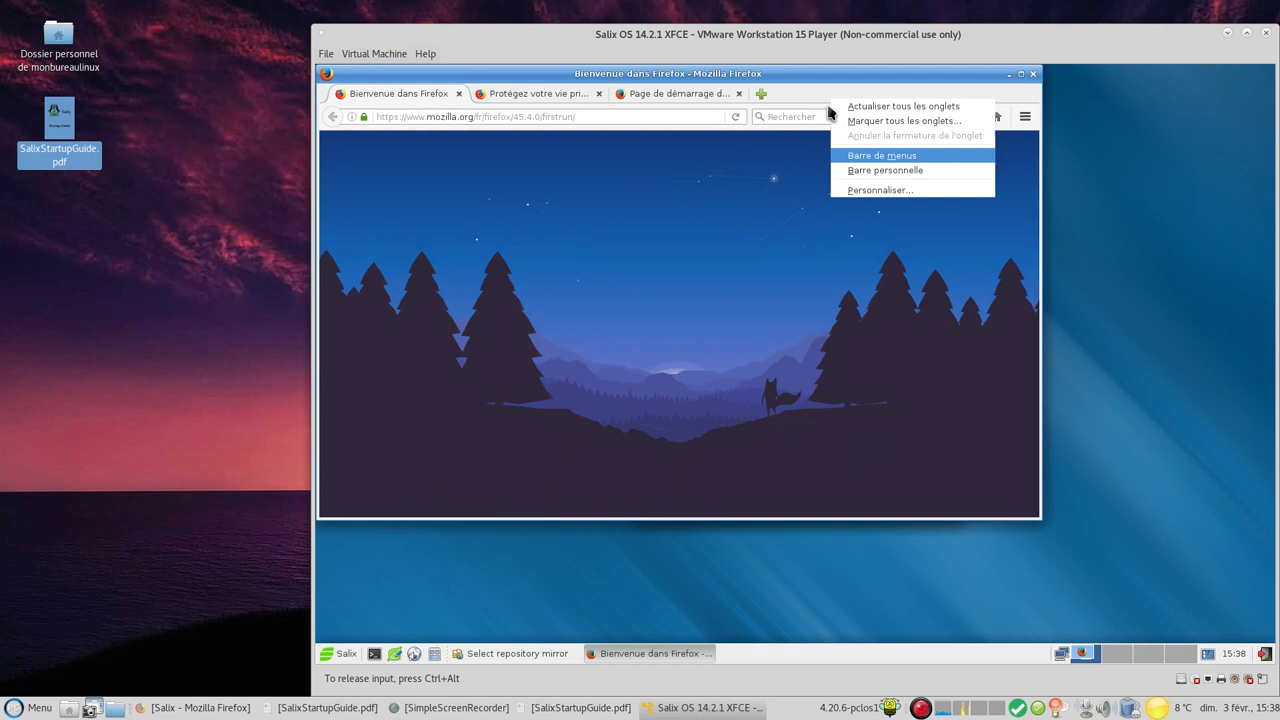 Dossier personnel
de monbureaulinux
SalixStartupGuide.
pdf
Salix OS 14.2.1 XFCE - VMware Workstation 15 Player (Non-commercial use only)
File Virtual Machine Help
Bienvenue dans Firefox - Mozilla Firefox
Bienvenue dans Firefox Protégez votre vie pri... Page de démarrage d...
https://www.mozilla.org/fr/firefox/45.4.0/firstrun/ Rechercher
Actualiser tous les onglets
Marquer tous les onglets...
Annuler la fermeture de l'onglet
Barre de menus
Barre personnelle
Personnaliser...
Salix Select repository mirror Bienvenue dans Firefox -... 15:38
To release input, press Ctrl+Alt
Menu [Salix - Mozilla Firefox] [SalixStartupGuide.pdf] [SimpleScreenRecorder] [SalixStartupGuide.pdf] Salix OS 14.2.1 XFCE -... 4.20.6-pclos1 8 °C dim. 3 févr., 15:38